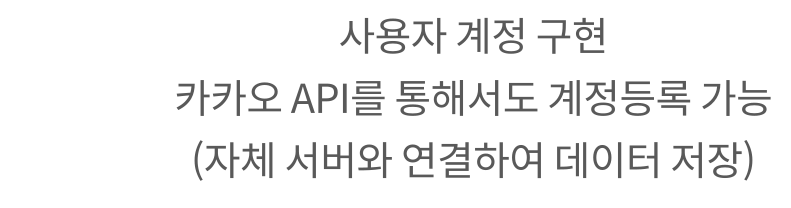 사용자 계정 구현
카카오 API를 통해서도 계정등록 가능
(자체 서버와 연결하여 데이터 저장)